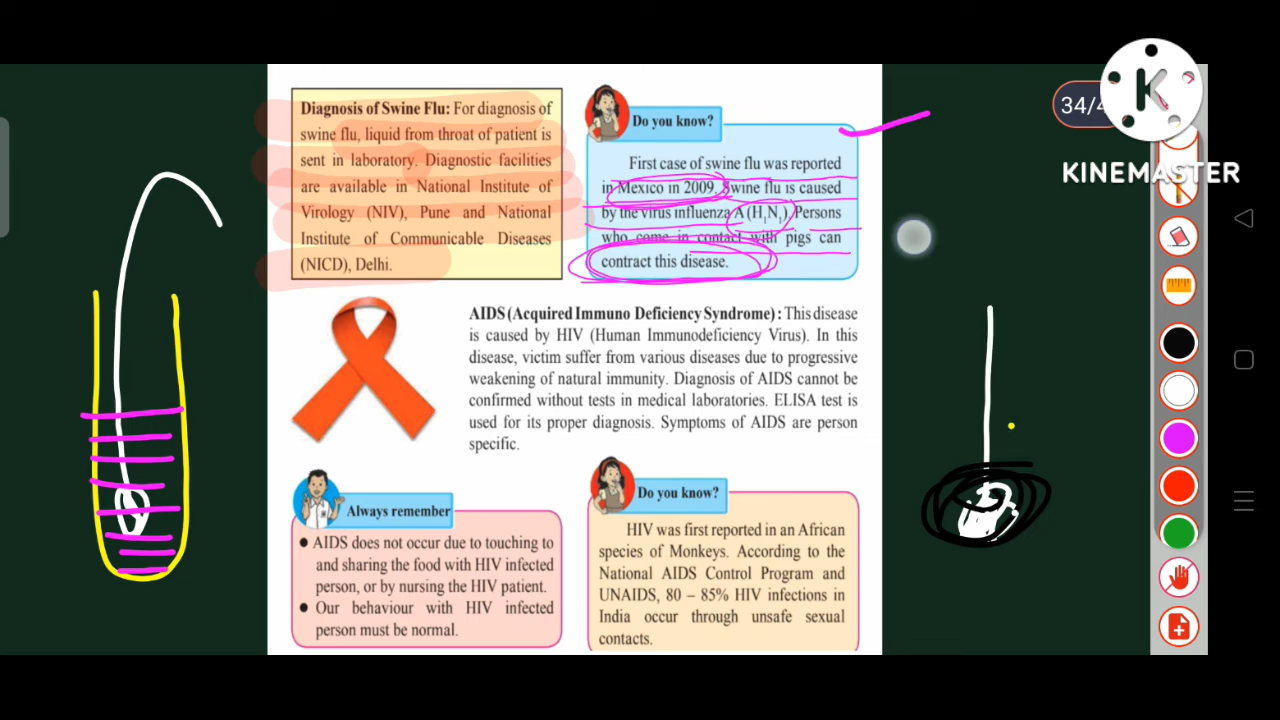 Diagnosis of Swine Flu: For diagnosis of
swine flu, liquid from throat of patient is
sent in laboratory. Diagnostic facilities
are available in National Institute of
Virology (NIV), Pune and National
Institute of Communicable Diseases
(NICD), Delhi.
Do you know?
First case of swine flu was reported
in Mexico in 2009. Swine flu is caused
by the virus influenza A (H₁N₁). Persons
who come in contact with pigs can
contract this disease.
34/4
KINEMASTER
AIDS (Acquired Immuno Deficiency Syndrome) : This disease
is caused by HIV (Human Immunodeficiency Virus). In this
disease, victim suffer from various diseases due to progressive
weakening of natural immunity. Diagnosis of AIDS cannot be
confirmed without tests in medical laboratories. ELISA test is
used for its proper diagnosis. Symptoms of AIDS are person
specific.
Always remember
● AIDS does not occur due to touching to
and sharing the food with HIV infected
person, or by nursing the HIV patient.
● Our behaviour with HIV infected
person must be normal.
Do you know?
HIV was first reported in an African
species of Monkeys. According to the
National AIDS Control Program and
UNAIDS, 80 – 85% HIV infections in
India occur through unsafe sexual
contacts.